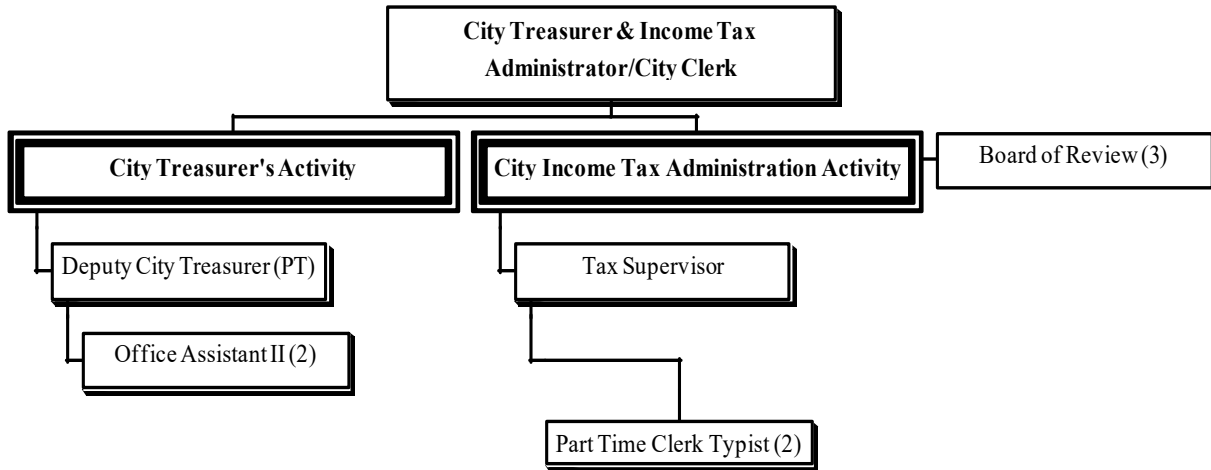 City Treasurer & Income Tax
Administrator/City Clerk
City Treasurer's Activity
City Income Tax Administration Activity
Board of Review (3)
Deputy City Treasurer (PT)
Tax Supervisor
Office Assistant II (2)
Part Time Clerk Typist (2)